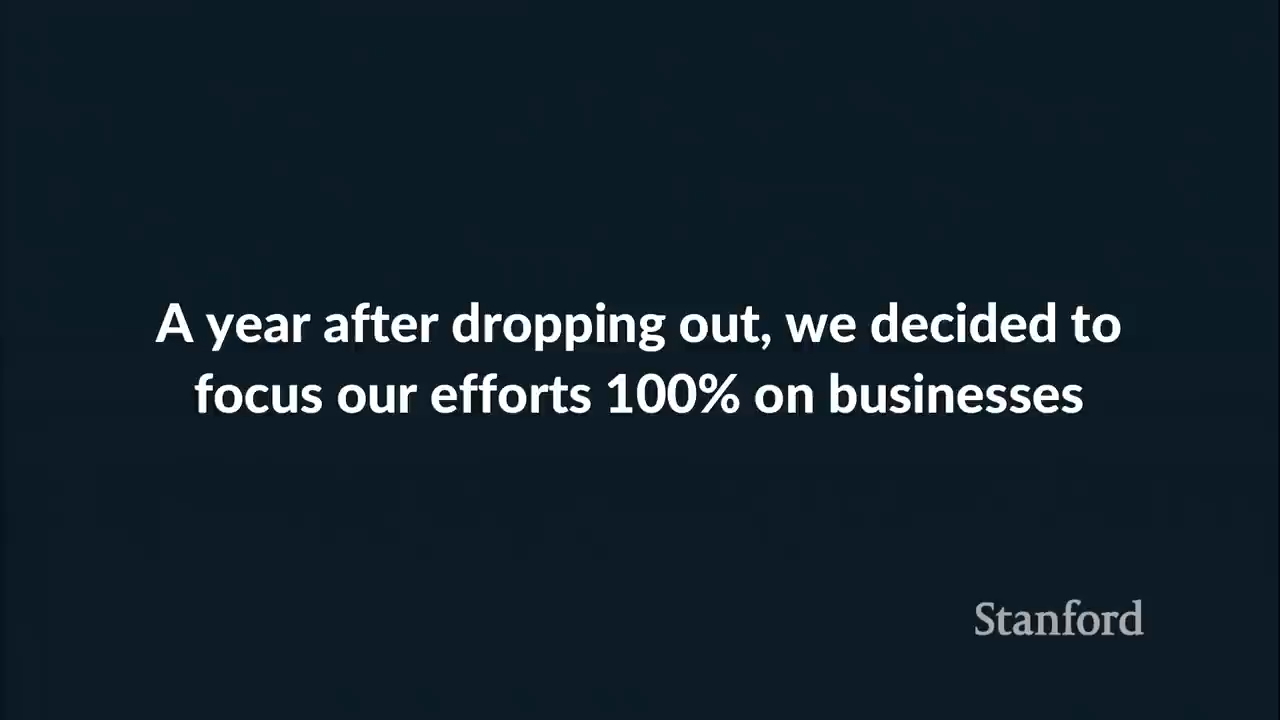 A year after dropping out, we decided to
focus our efforts 100% on businesses
Stanford